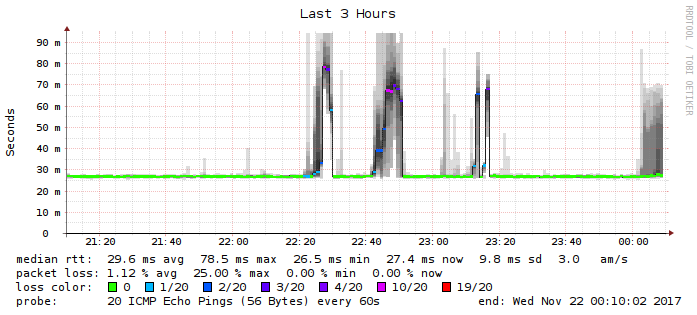 Last 3 Hours
RRDTOOL / TOBI OETIKER
Seconds
90 m
80 m
70 m
60 m
50 m
40 m
30 m
20 m
10 m
0
21:20 21:40 22:00 22:20 22:40 23:00 23:20 23:40 00:00
median rtt: 29.6 ms avg 78.5 ms max 26.5 ms min 27.4 ms now 9.8 ms sd 3.0 am/s
packet loss: 1.12 % avg 25.00 % max 0.00 % min 0.00 % now
loss color: 0 1/20 2/20 3/20 4/20 10/20 19/20
probe: 20 ICMP Echo Pings (56 Bytes) every 60s end: Wed Nov 22 00:10:02 2017